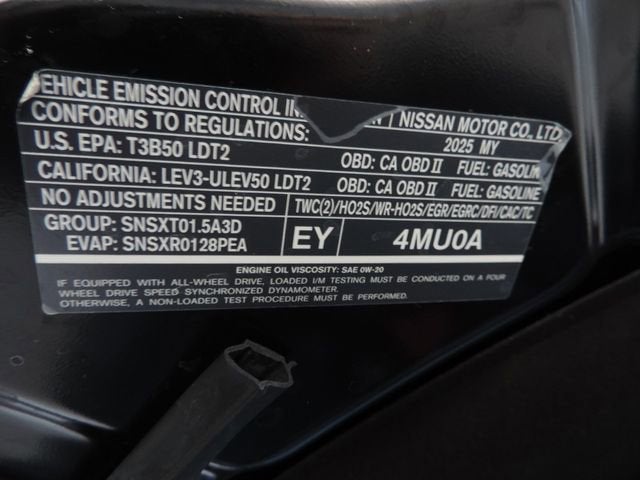 EHICLE EMISSION CONTROL IN NISSAN MOTOR CO., LTD
CONFORMS TO REGULATIONS: 2025 MY
U.S. EPA: T3B50 LDT2 OBD: CA OBD II FUEL: GASOLIN
CALIFORNIA: LEV3-ULEV50 LDT2 OBD: CA OBD II FUEL: GASOLINE
NO ADJUSTMENTS NEEDED TWC(2)/HO2S/WR-HO2S/EGR/EGRC/DFI/CAC/TC
GROUP: SNSXT01.5A3D
EVAP: SNSXR0128PEA
EY 4MU0A
ENGINE OIL VISCOSITY: SAE 0W-20
IF EQUIPPED WITH ALL-WHEEL DRIVE, LOADED I/M TESTING MUST BE CONDUCTED ON A FOUR
WHEEL DRIVE SPEED SYNCHRONIZED DYNAMOMETER.
OTHERWISE, A NON-LOADED TEST PROCEDURE MUST BE PERFORMED.